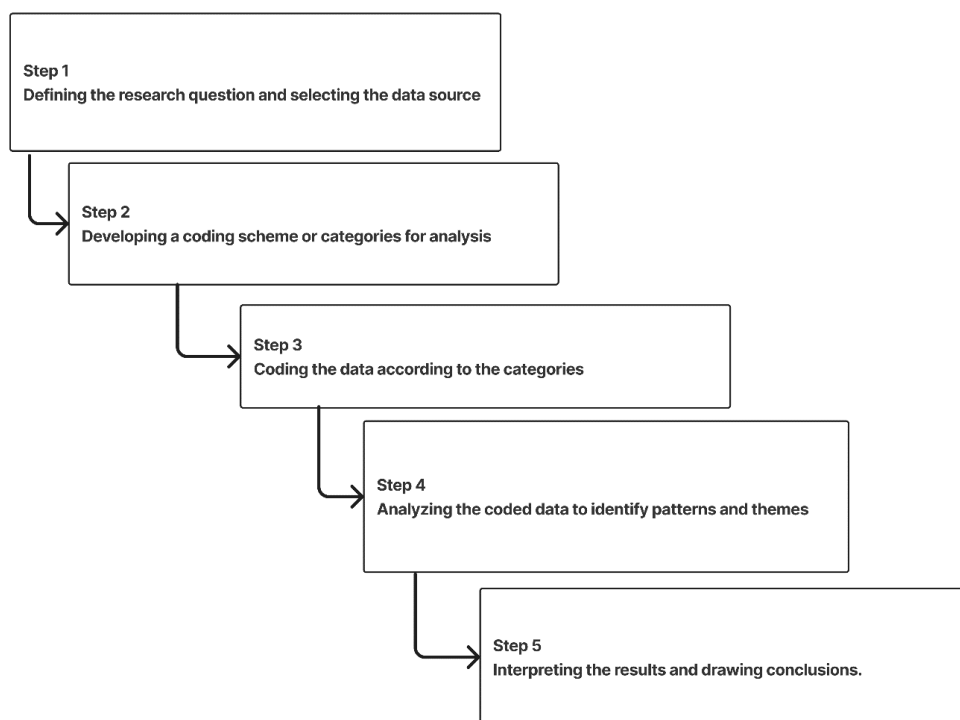 Step 1
Defining the research question and selecting the data source
Step 2
Developing a coding scheme or categories for analysis
Step 3
Coding the data according to the categories
Step 4
Analyzing the coded data to identify patterns and themes
Step 5
Interpreting the results and drawing conclusions.